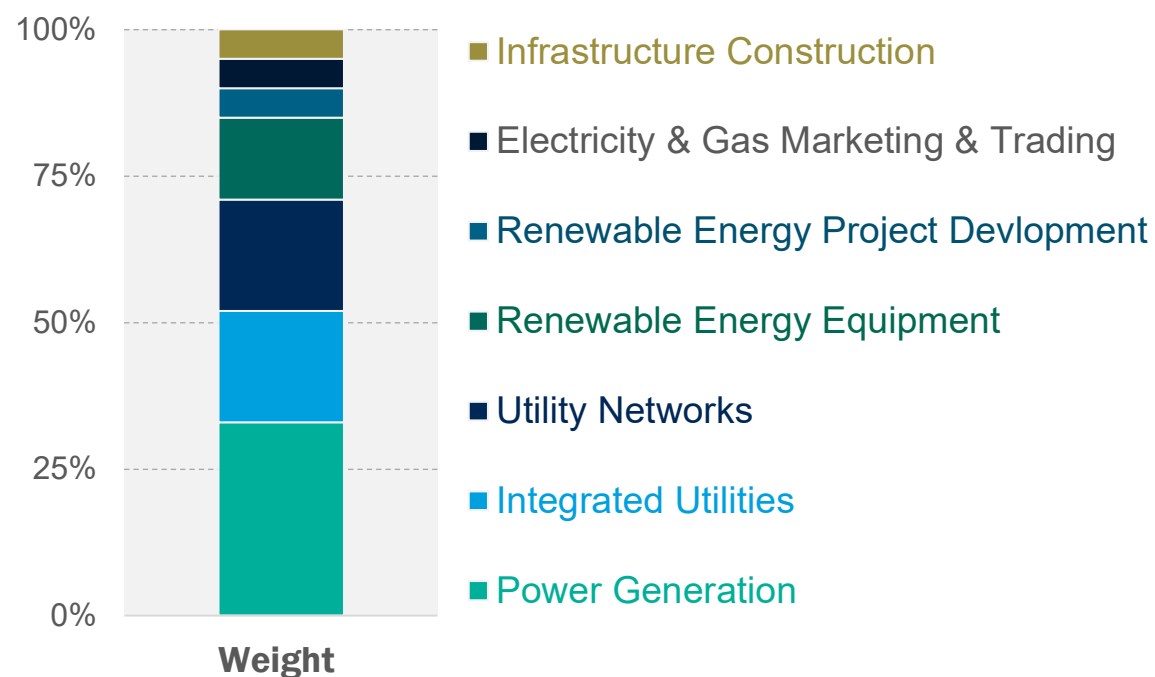 100%
75%
50%
25%
0%
Weight
Infrastructure Construction
Electricity & Gas Marketing & Trading
Renewable Energy Project Devlopment
Renewable Energy Equipment
Utility Networks
Integrated Utilities
Power Generation